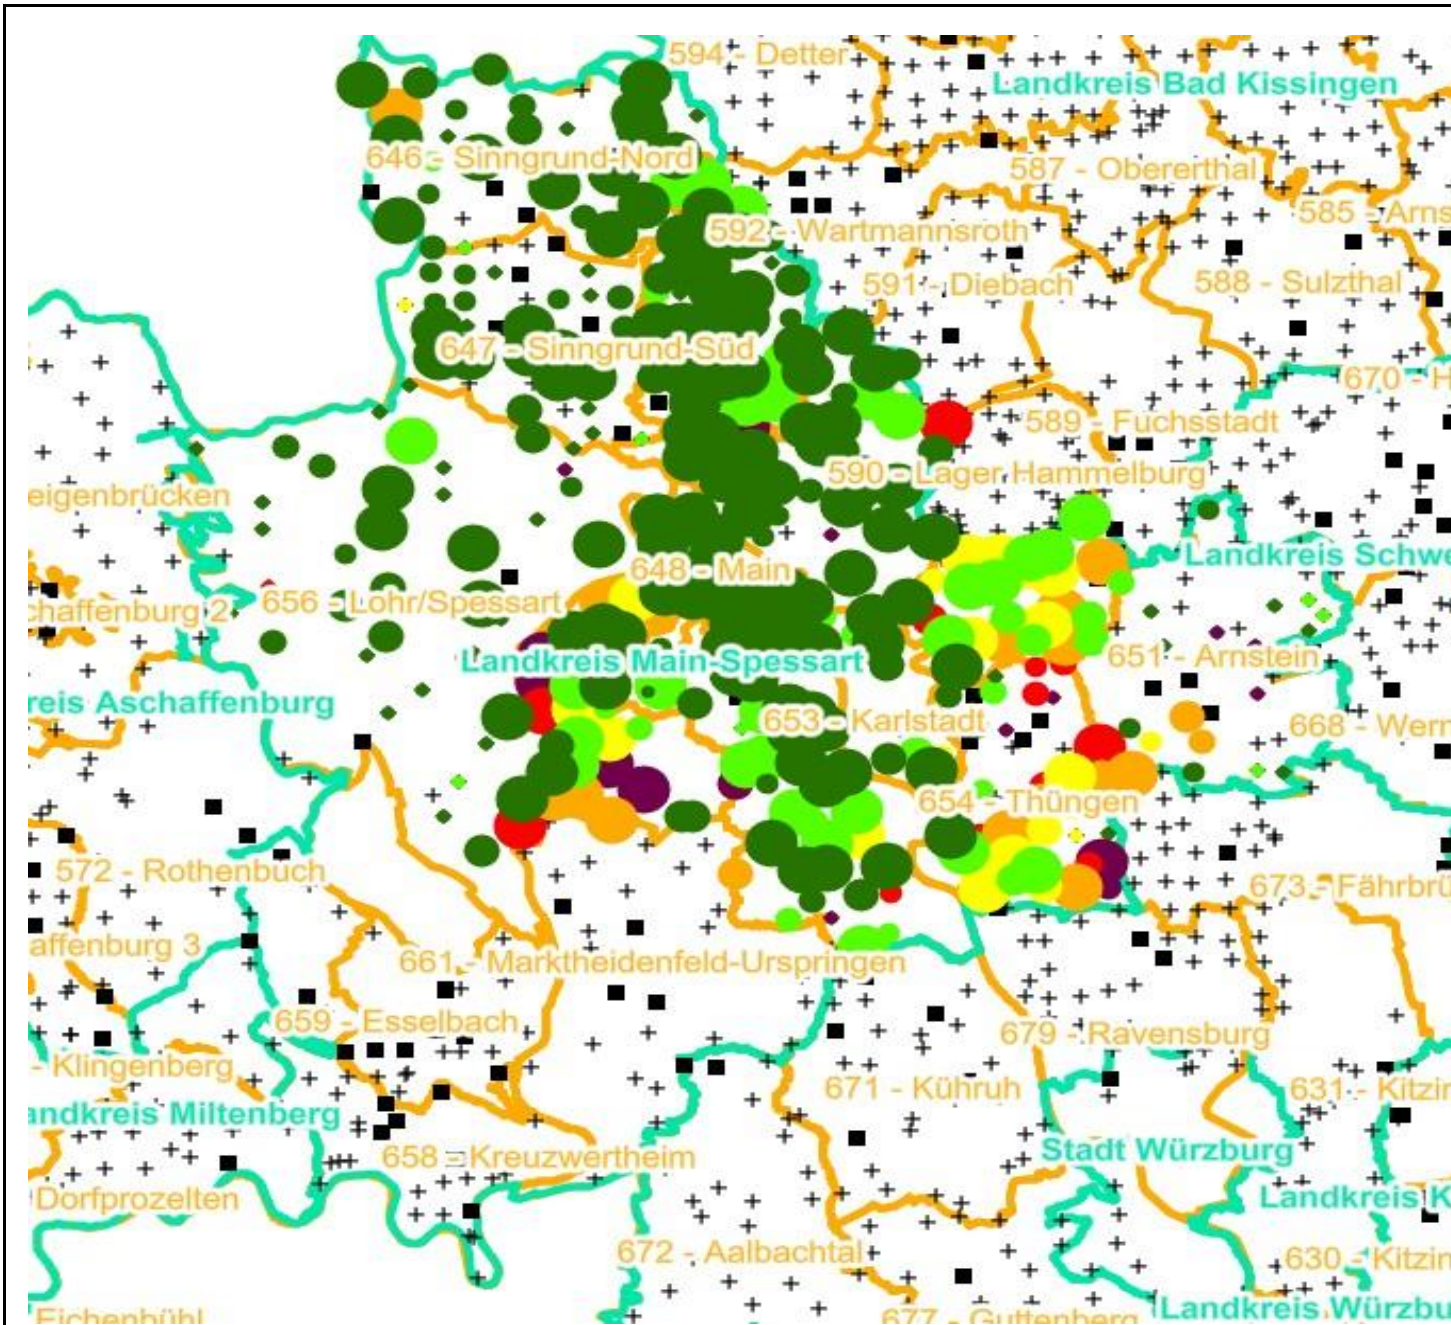 594 - Detter
Landkreis Bad Kissingen
646 - Sinngrund-Nord
587 - Obererthal
585 - Arns
592 - Wartmannsroth
591 - Diebach
588 - Sulzthal
647 - Sinngrund-Süd
670 - H
589 - Fuchsstadt
590 - Lager Hammelburg
eigenbrücken
Landkreis Schwe
648 - Main
656 - Lohr/Spessart
chaffenburg 2
651 - Arnstein
Landkreis Main-Spessart
reis Aschaffenburg
653 - Karlstadt
668 - Wern
654 - Thüngen
572 - Rothenbuch
673 - Fährbrü
affenburg 3
661 - Marktheidenfeld-Urspringen
659 - Esselbach
679 - Ravensburg
- Klingenberg
671 - Kühruh
631 - Kitzin
andkreis Miltenberg
Stadt Würzburg
658 - Kreuzwertheim
Dorfprozelten
Landkreis K
672 - Aalbachtal
630 - Kitzin
Eichenbühl
677 - Guttenberg
Landkreis Würzbu